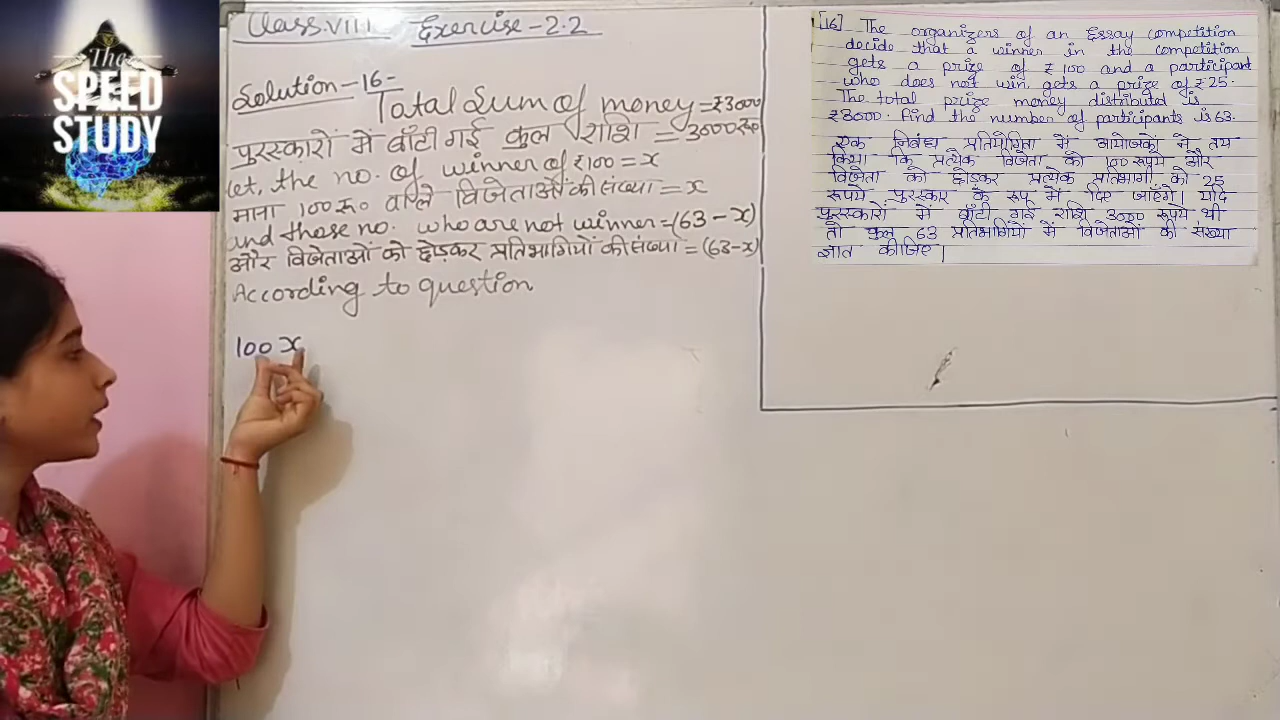 The
SPEED
STUDY
Class.VIII Exercise-2.2
Solution-16-
Total Sum of money=₹3000
पुरस्कारों में बाँटी गई कुल राशि = 3000रू०
let, the no. of winner of ₹100 = x
माना 100रू० वाले विजेताओं की संख्या = x
and those no. who are not winner=(63-x)
और विजेताओं को छोड़कर प्रतिभागियों की संख्या = (63-x)
According to question
100 x
[16] The organizers of an essay competition
decide that a winner in the competition
gets a prize of ₹100 and a participant
who does not win gets a prize of ₹25
The total prize money distributed is
₹3000. find the number of participants is 63.
एक निबंध प्रतियोगिता में आयोजकों ने तय
किया कि प्रत्येक विजेता को 100 रूपये और
विजेता को छोड़कर प्रत्येक प्रतिभागी को 25
रूपये पुरस्कार के रूप में दिए जाएंगे यदि
पुरस्कारों में बाँटी गई राशि 3000 रूपये थी
तो कुल 63 प्रतिभागियों में विजेताओं की संख्या
ज्ञात कीजिए।